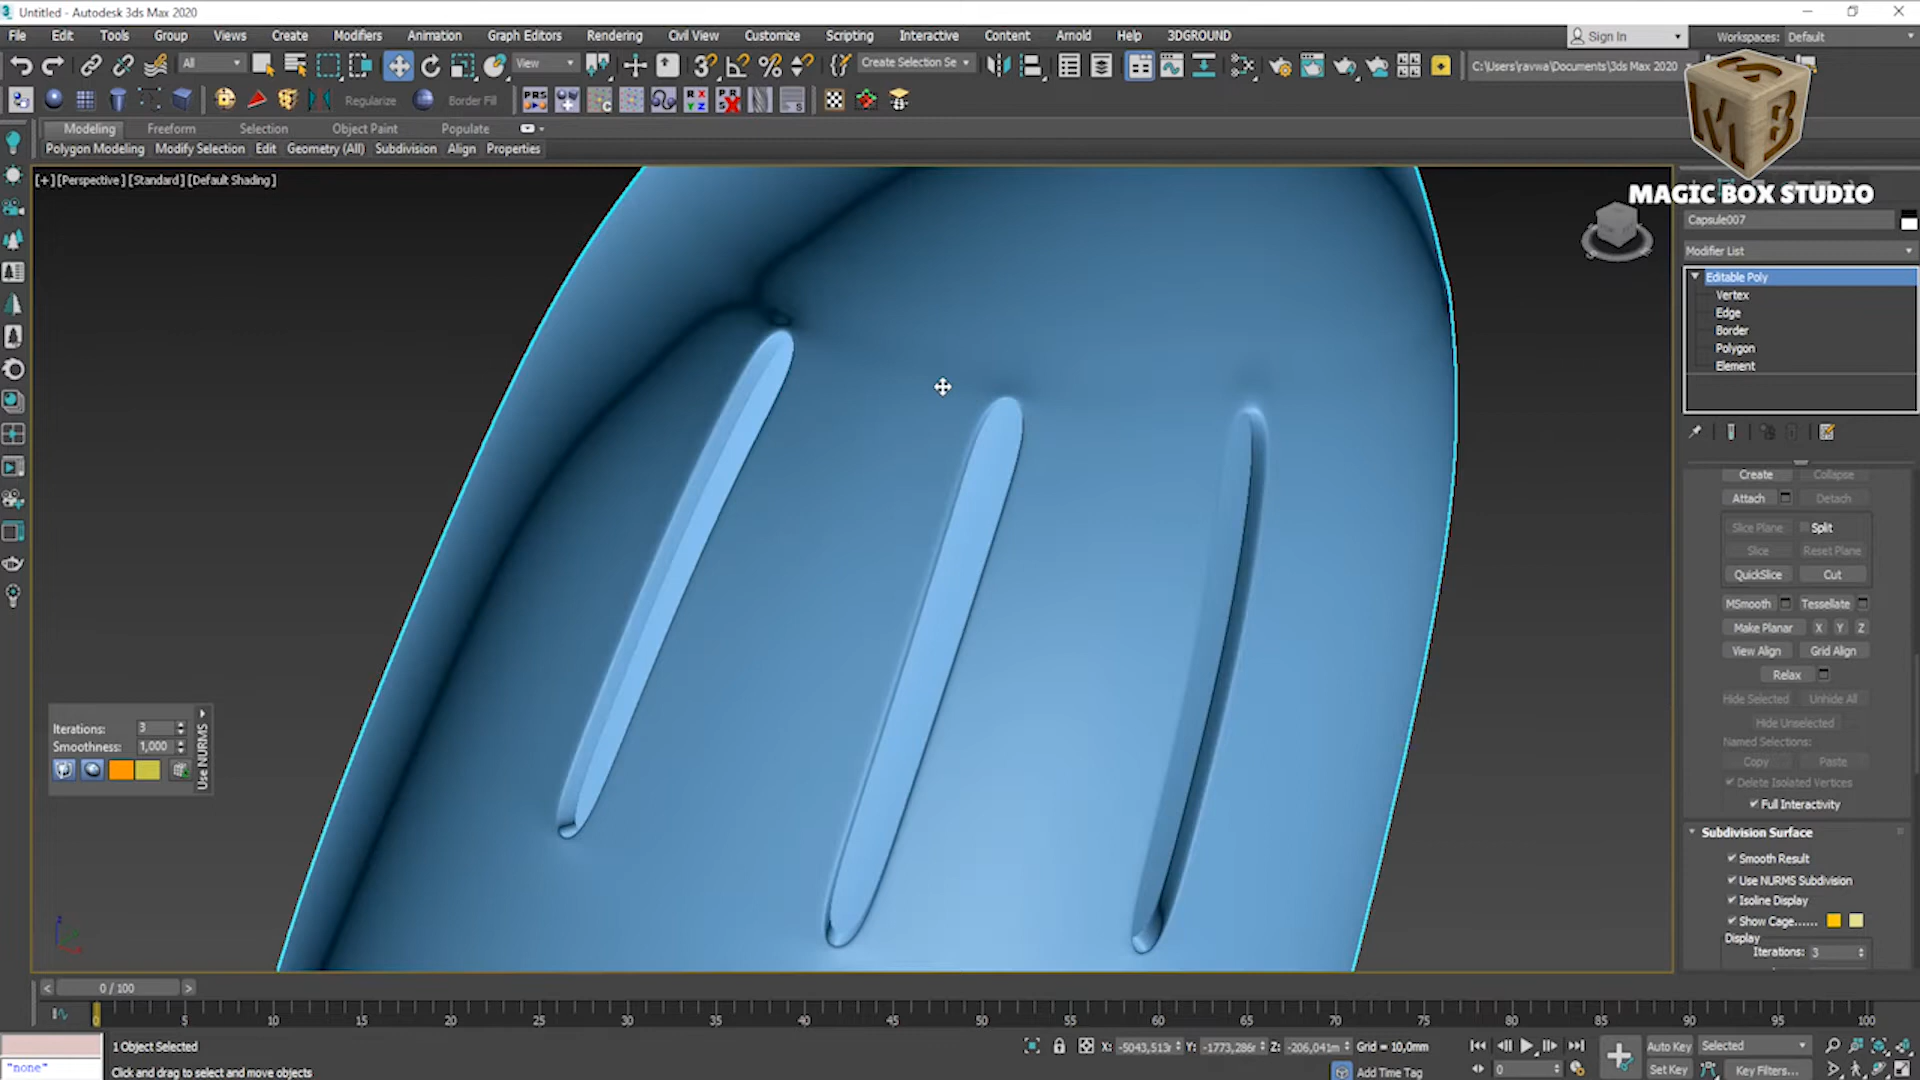 Untitled - Autodesk 3ds Max 2020
File Edit Tools Group Views Create Modifiers Animation Graph Editors Rendering Civil View Customize Scripting Interactive Content Arnold Help 3DGROUND Sign In Workspaces: Default
All View Create Selection Se C:\Users\ravwa\Documents\3ds Max 2020
Regularize Border Fill
Modeling Freeform Selection Object Paint Populate
Polygon Modeling Modify Selection Edit Geometry (All) Subdivision Align Properties
[+] [Perspective] [Standard] [Default Shading]
MAGIC BOX STUDIO
Capsule007
Modifier List
Editable Poly
Vertex
Edge
Border
Polygon
Element
Create Collapse
Attach Detach
Slice Plane Split
Slice Reset Plane
QuickSlice Cut
MSmooth Tessellate
Make Planar X Y Z
View Align Grid Align
Relax
Hide Selected Unhide All
Hide Unselected
Named Selections:
Copy Paste
Delete Isolated Vertices
Full Interactivity
Subdivision Surface
Smooth Result
Use NURMS Subdivision
Isoline Display
Show Cage......
Display
Iterations: 3
Iterations: 3
Smoothness: 1,000
Use NURMS
0 / 100
0 5 10 15 20 25 30 35 40 45 50 55 60 65 70 75 80 85 90 95 100
1 Object Selected
X: -5043,513 Y: -1773,286 Z: -206,041m Grid = 10,0mm
Auto Key Selected
"none"
Click and drag to select and move objects
Add Time Tag
0
Set Key Key Filters...